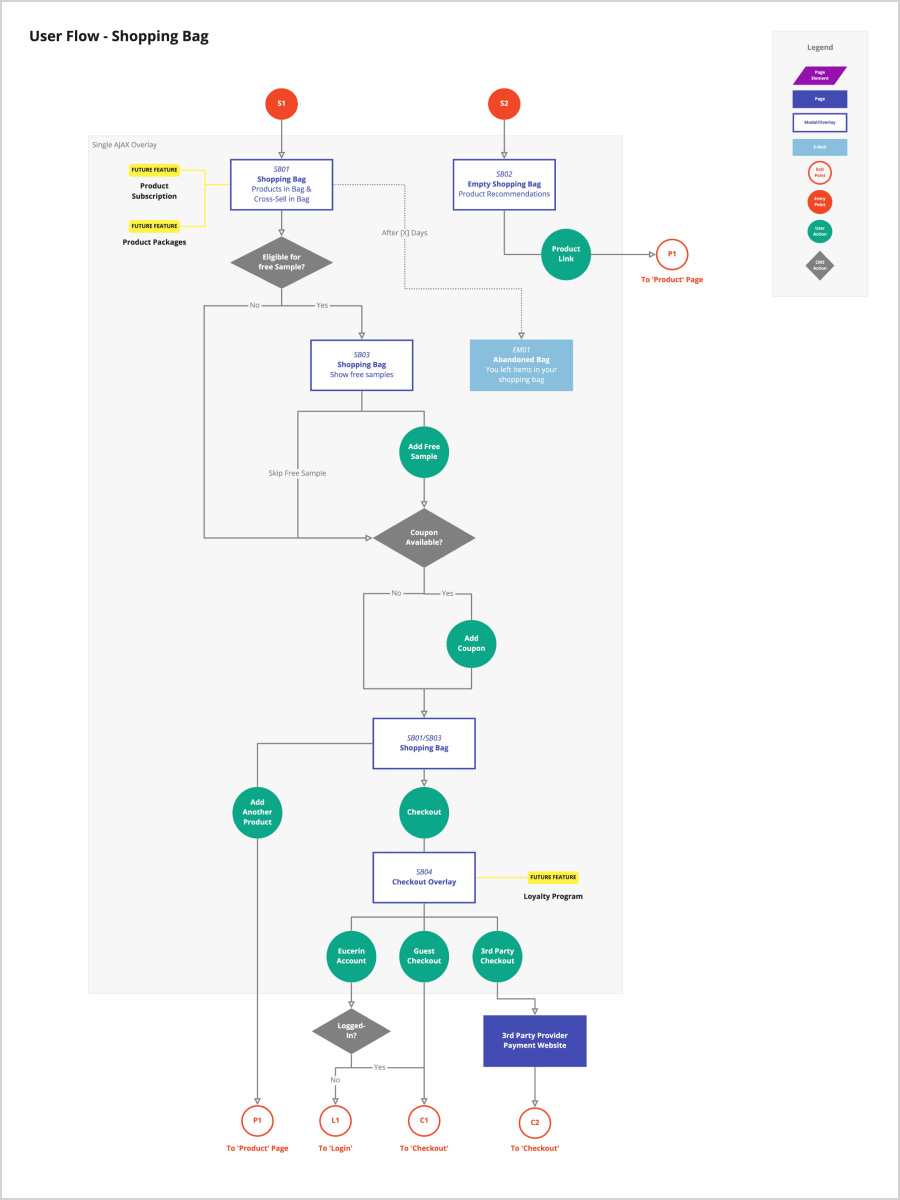 User Flow - Shopping Bag
Legend
Page
Element
Page
Modal/Overlay
E-Mail
Exit
Point
Entry
Point
User
Action
CMS
Action
S1
S2
Single AJAX Overlay
FUTURE FEATURE
Product
Subscription
FUTURE FEATURE
Product Packages
SB01
Shopping Bag
Products in Bag &
Cross-Sell in Bag
SB02
Empty Shopping Bag
Product Recommendations
After [X] Days
Product
Link
P1
To 'Product' Page
Eligible for
free Sample?
No
Yes
SB03
Shopping Bag
Show free samples
EM01
Abandoned Bag
You left items in your
shopping bag
Add Free
Sample
Skip Free Sample
Coupon
Available?
No
Yes
Add
Coupon
SB01/SB03
Shopping Bag
Add
Another
Product
Checkout
SB04
Checkout Overlay
FUTURE FEATURE
Loyalty Program
Eucerin
Account
Guest
Checkout
3rd Party
Checkout
Logged-
In?
3rd Party Provider
Payment Website
Yes
No
P1
To 'Product' Page
L1
To 'Login'
C1
To 'Checkout'
C2
To 'Checkout'